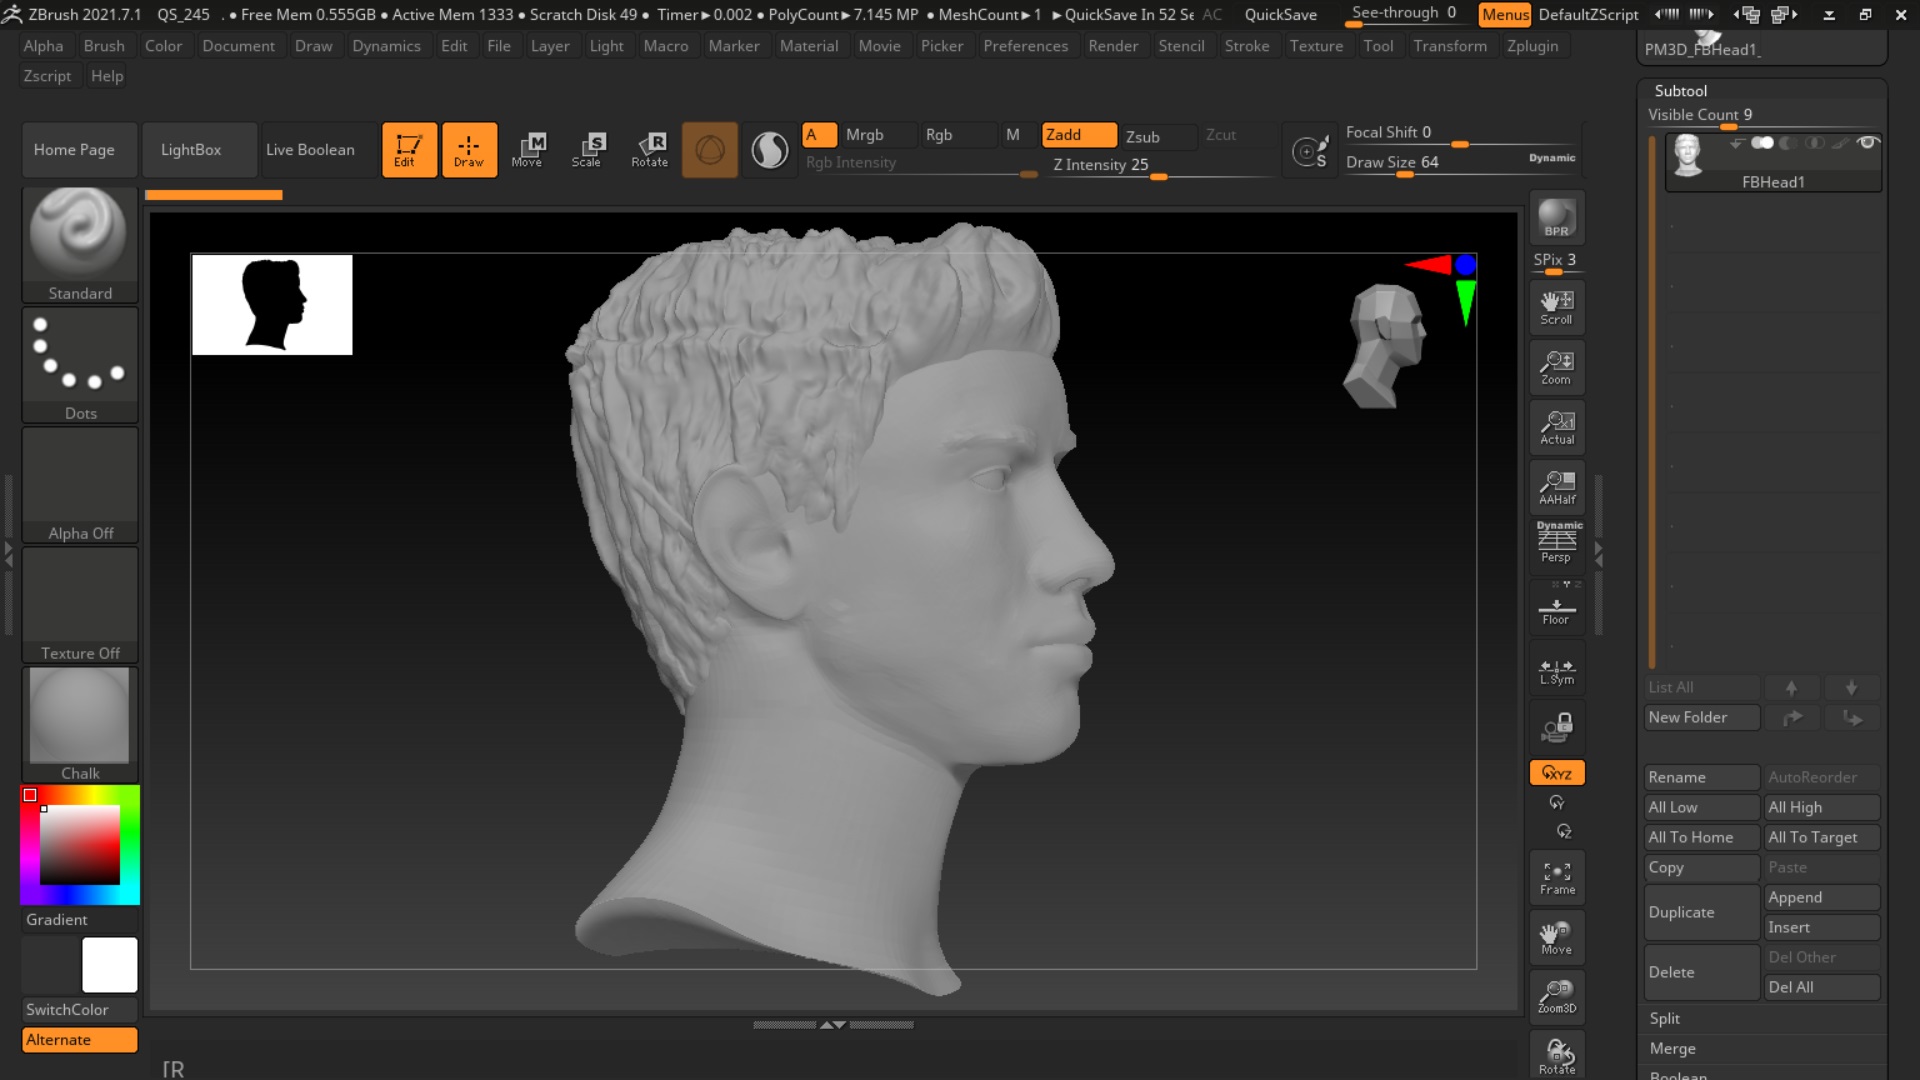 ZBrush 2021.7.1 QS_245 . • Free Mem 0.555GB • Active Mem 1333 • Scratch Disk 49 • Timer►0.002 • PolyCount►7.145 MP • MeshCount►1 ►QuickSave In 52 Se AC QuickSave See-through 0 Menus DefaultZScript
Alpha Brush Color Document Draw Dynamics Edit File Layer Light Macro Marker Material Movie Picker Preferences Render Stencil Stroke Texture Tool Transform Zplugin
Zscript Help
PM3D_FBHead1_
Home Page LightBox Live Boolean Edit Draw Move Scale Rotate
M S R
A Mrgb Rgb M Zadd Zsub Zcut
Rgb Intensity Z Intensity 25
S
Focal Shift 0
Draw Size 64 Dynamic
Standard
Dots
Alpha Off
Texture Off
Chalk
Gradient
SwitchColor
Alternate
[R
BPR
SPix 3
Scroll
Zoom
x1
Actual
AAHalf
Dynamic
Persp
Floor
L.Sym
XYZ
Y
Z
Frame
Move
Zoom3D
Rotate
Subtool
Visible Count 9
FBHead1
List All
New Folder
Rename AutoReorder
All Low All High
All To Home All To Target
Copy Paste
Duplicate Append
Insert
Delete Del Other
Del All
Split
Merge
Boolean